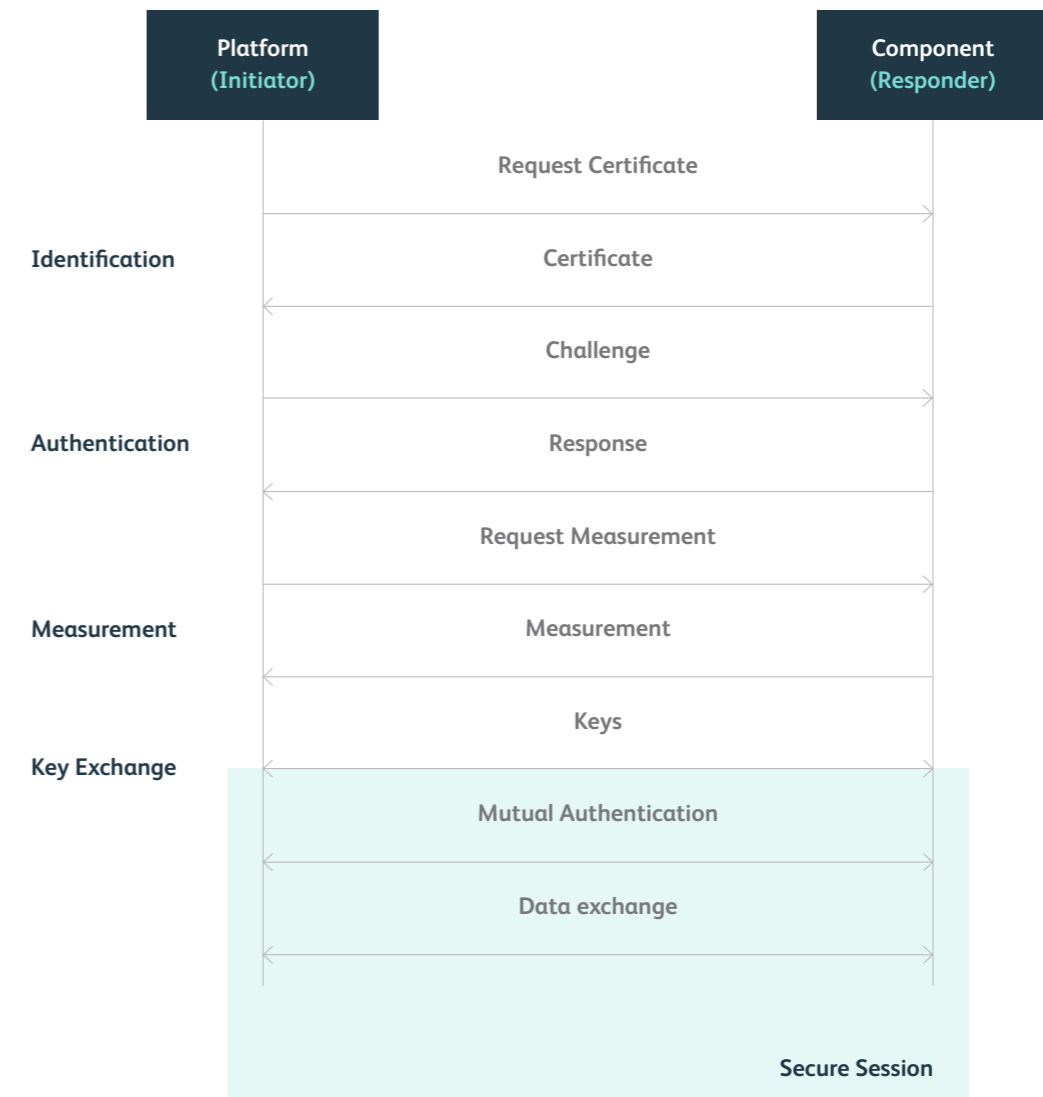 Platform
(Initiator)
Component
(Responder)
Request Certificate
Identification
Certificate
Challenge
Authentication
Response
Request Measurement
Measurement
Measurement
Keys
Key Exchange
Mutual Authentication
Data exchange
Secure Session